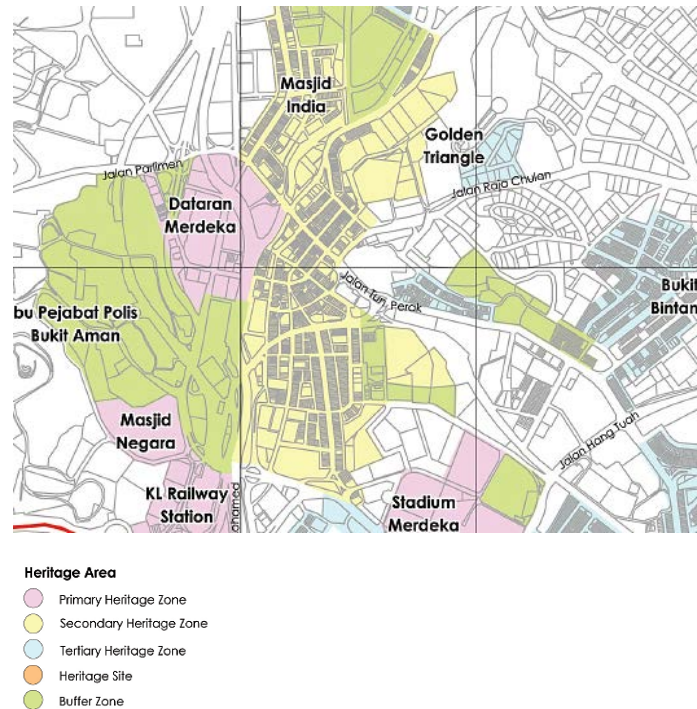 Masjid
India
Golden
Triangle
Jalan Parlimen
Jalan Raja Chulan
Dataran
Merdeka
Jalan Tun Perak
Bukit
Bintan
bu Pejabat Polis
Bukit Aman
Masjid
Negara
Jalan Hang Tuah
KL Railway
Station
ohamed
Stadium
Merdeka
Heritage Area
Primary Heritage Zone
Secondary Heritage Zone
Tertiary Heritage Zone
Heritage Site
Buffer Zone